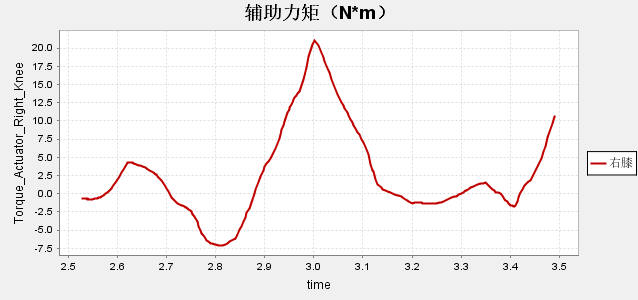 辅助力矩（N*m）
Torque_Actuator_Right_Knee
20.0
17.5
15.0
12.5
10.0
7.5
5.0
2.5
0.0
-2.5
-5.0
-7.5
2.5 2.6 2.7 2.8 2.9 3.0 3.1 3.2 3.3 3.4 3.5
time
右膝